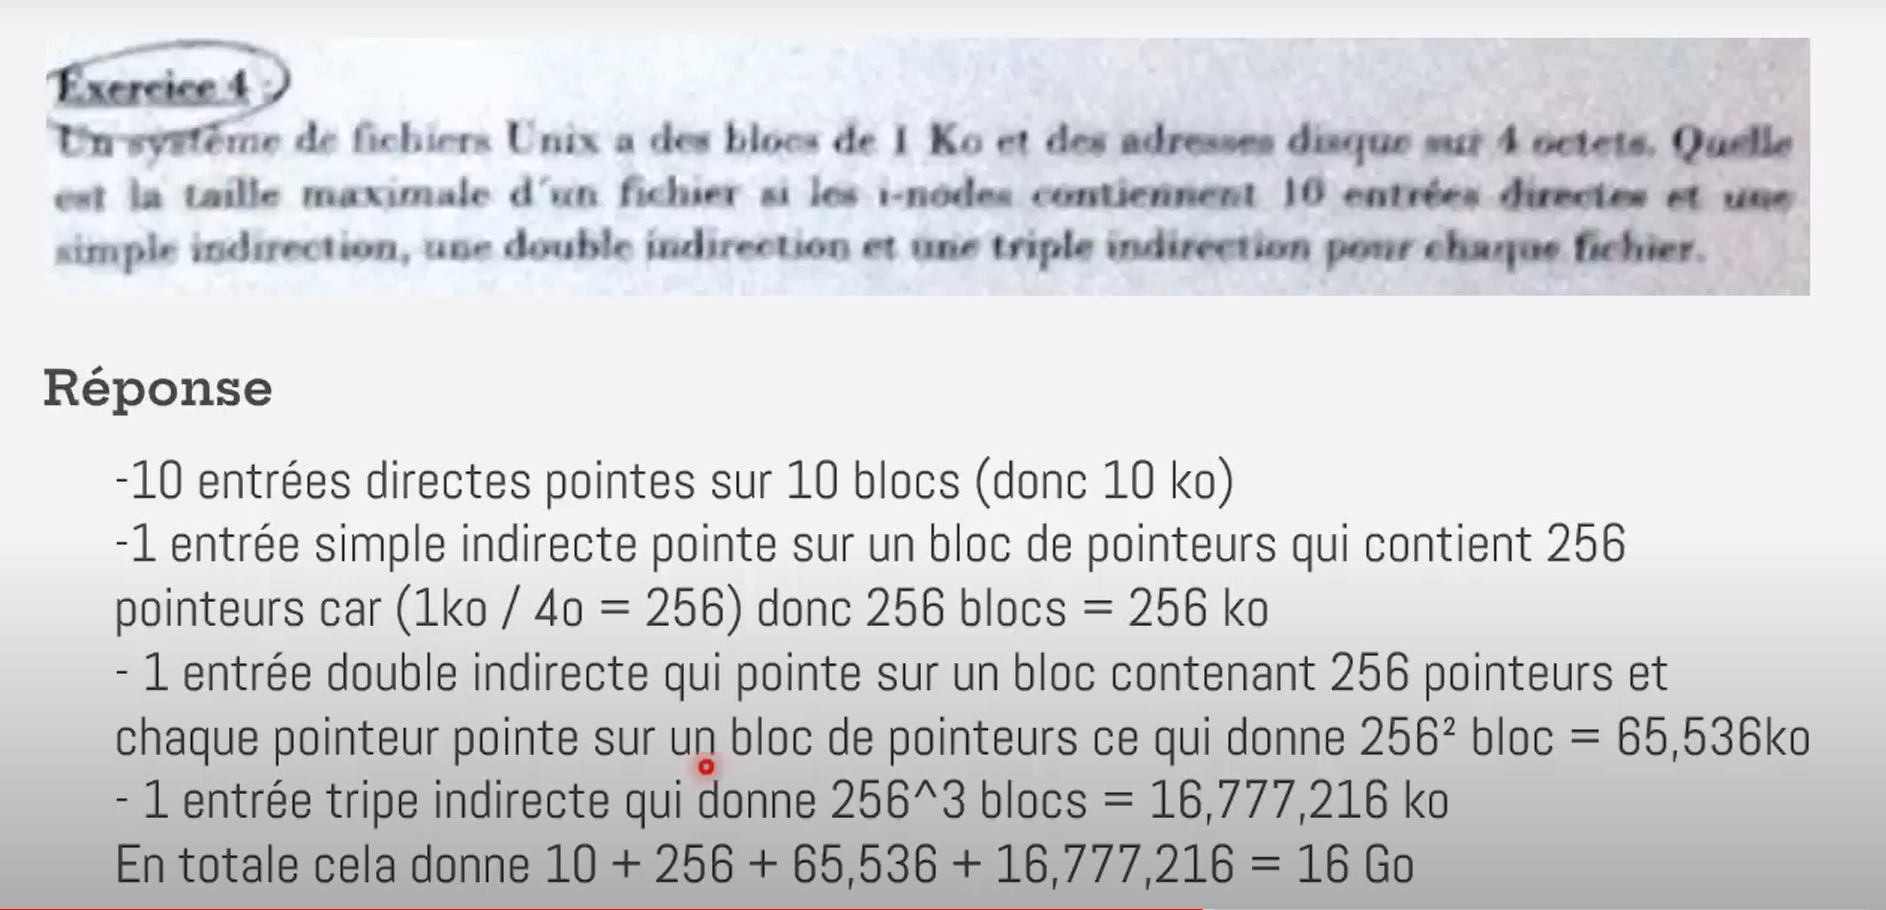 Exercice 4 :
Un système de fichiers Unix a des blocs de 1 Ko et des adresses disque sur 4 octets. Quelle
est la taille maximale d'un fichier si les i-nodes contiennent 10 entrées directes et une
simple indirection, une double indirection et une triple indirection pour chaque fichier.
Réponse
-10 entrées directes pointes sur 10 blocs (donc 10 ko)
-1 entrée simple indirecte pointe sur un bloc de pointeurs qui contient 256
pointeurs car (1ko / 4o = 256) donc 256 blocs = 256 ko
- 1 entrée double indirecte qui pointe sur un bloc contenant 256 pointeurs et
chaque pointeur pointe sur un bloc de pointeurs ce qui donne 256² bloc = 65,536ko
- 1 entrée tripe indirecte qui donne 256^3 blocs = 16,777,216 ko
En totale cela donne 10 + 256 + 65,536 + 16,777,216 = 16 Go